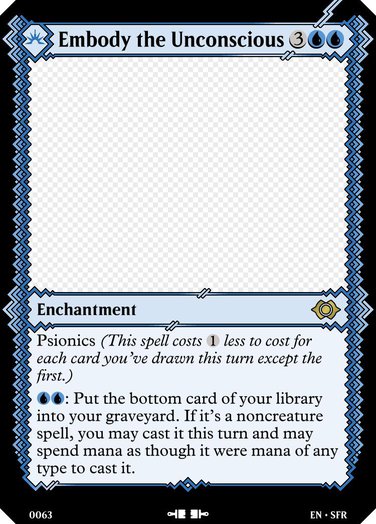 Embody the Unconscious 3
Enchantment
Psionics (This spell costs 1 less to cost for
each card you've drawn this turn except the
first.)
: Put the bottom card of your library
into your graveyard. If it's a noncreature
spell, you may cast it this turn and may
spend mana as though it were mana of any
type to cast it.
0063
EN • SFR